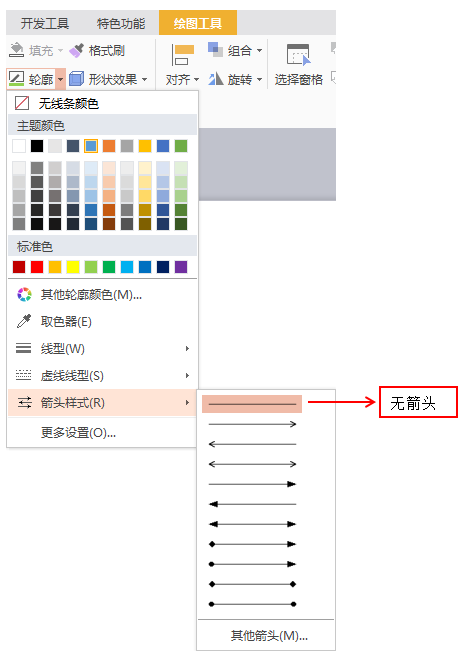 开发工具 特色功能 绘图工具
填充 格式刷 组合
轮廓 形状效果 对齐 旋转 选择窗格
无线条颜色
主题颜色
标准色
其他轮廓颜色(M)...
取色器(E)
线型(W)
虚线线型(S)
箭头样式(R)
无箭头
更多设置(O)...
其他箭头(M)...